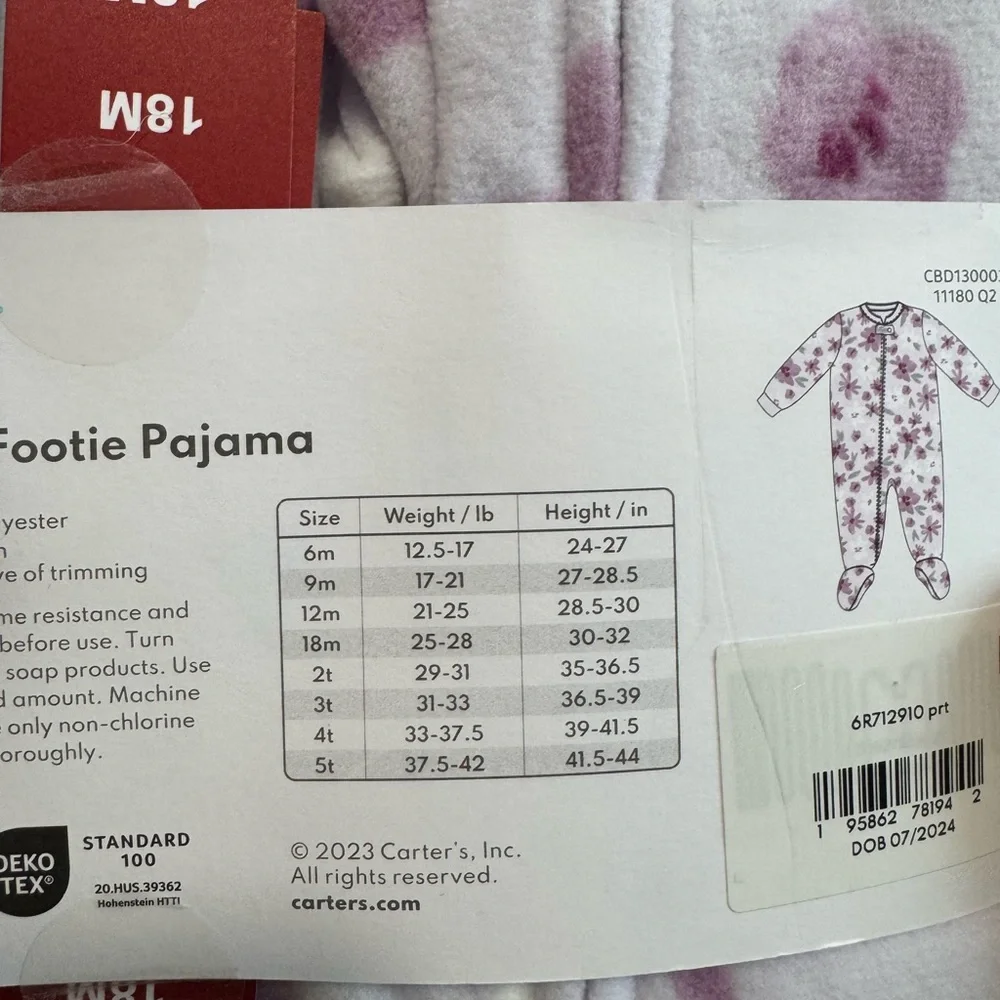 18M
CBD13000
11180 Q2
Footie Pajama
yester
ve of trimming
me resistance and
before use. Turn
soap products. Use
d amount. Machine
only non-chlorine
oroughly.
Size Weight / lb Height / in
6m 12.5-17 24-27
9m 17-21 27-28.5
12m 21-25 28.5-30
18m 25-28 30-32
2t 29-31 35-36.5
3t 31-33 36.5-39
4t 33-37.5 39-41.5
5t 37.5-42 41.5-44
6R712910 prt
1 95862 78194 2
DOB 07/2024
OEKO
TEX®
STANDARD
100
20.HUS.39362
Hohenstein HTTI
© 2023 Carter's, Inc.
All rights reserved.
carters.com
18M